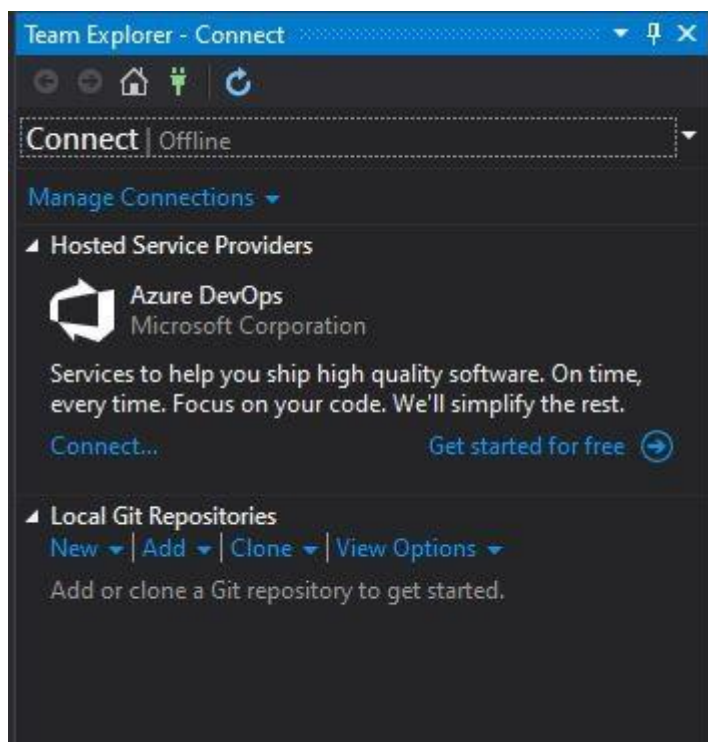 Team Explorer - Connect
Connect | Offline
Manage Connections
Hosted Service Providers
Azure DevOps
Microsoft Corporation
Services to help you ship high quality software. On time,
every time. Focus on your code. We'll simplify the rest.
Connect... Get started for free
Local Git Repositories
New | Add | Clone | View Options
Add or clone a Git repository to get started.